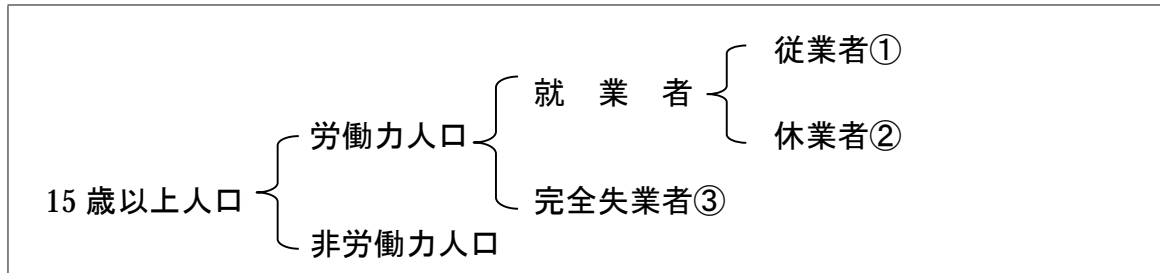 従業者①
就　業　者
労働力人口
休業者②
15 歳以上人口
完全失業者③
非労働力人口